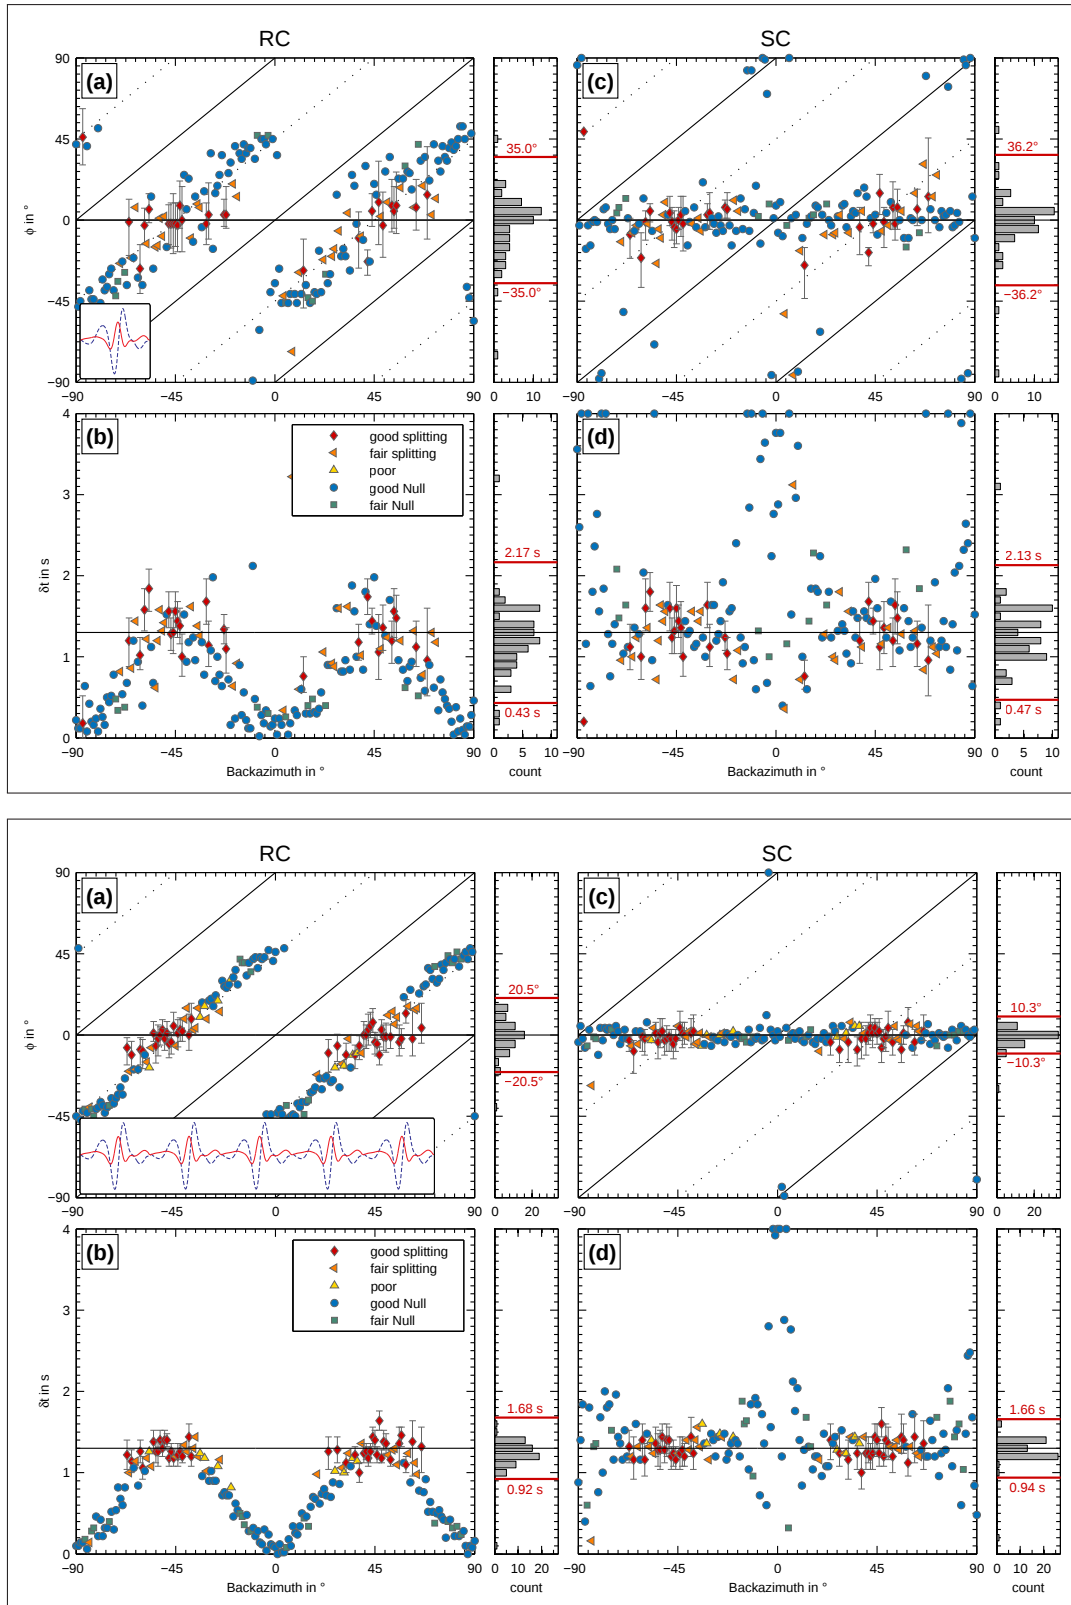 RC SC
(a) (c)
90
45
0
−45
−90
ϕ in °
35.0°
−35.0°
36.2°
−36.2°
−90 −45 0 45 90 0 5 10 −90 −45 0 45 90 0 5 10
(b) (d)
4
3
2
1
0
δt in s
good splitting
fair splitting
poor
good Null
fair Null
2.17 s
0.43 s
2.13 s
0.47 s
−90 −45 0 45 90 0 5 10 −90 −45 0 45 90 0 5 10
Backazimuth in ° count Backazimuth in ° count
RC SC
(a) (c)
90
45
0
−45
−90
ϕ in °
20.5°
−20.5°
10.3°
−10.3°
−90 −45 0 45 90 0 10 20 −90 −45 0 45 90 0 20
(b) (d)
4
3
2
1
0
δt in s
good splitting
fair splitting
poor
good Null
fair Null
1.68 s
0.92 s
1.66 s
0.94 s
−90 −45 0 45 90 0 10 20 −90 −45 0 45 90 0 10 20
Backazimuth in ° count Backazimuth in ° count